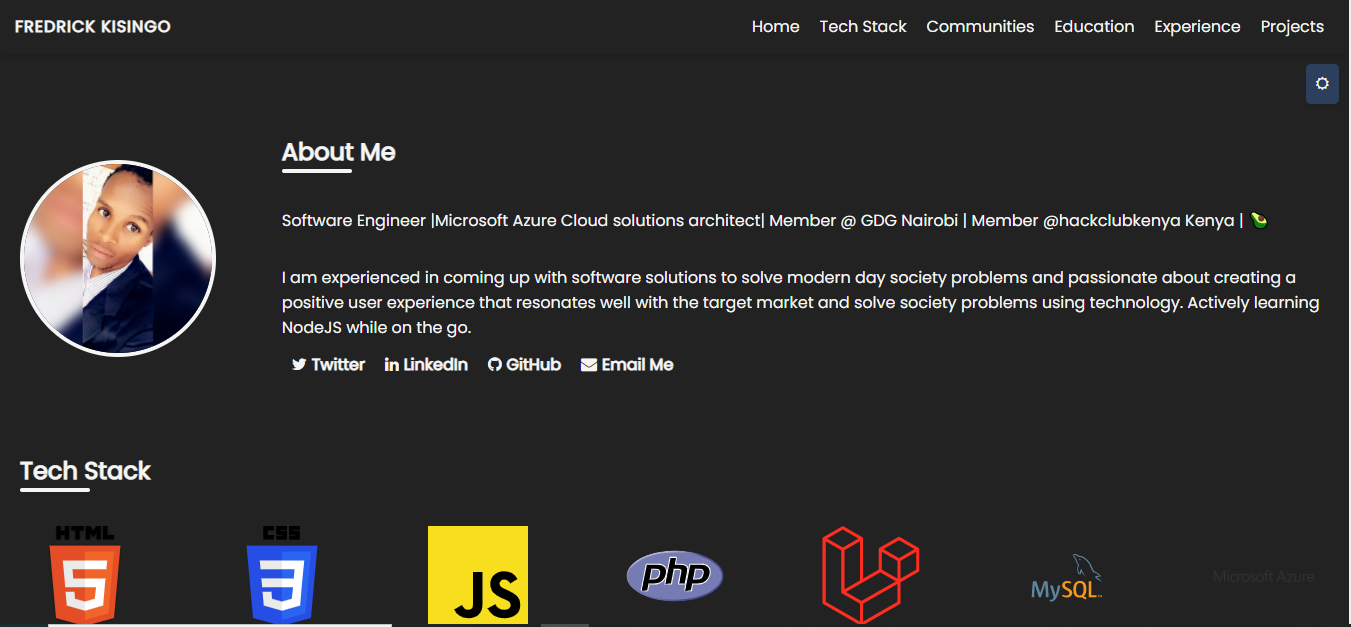 FREDRICK KISINGO
Home Tech Stack Communities Education Experience Projects
About Me
Software Engineer |Microsoft Azure Cloud solutions architect| Member @ GDG Nairobi | Member @hackclubkenya Kenya | 🥑
I am experienced in coming up with software solutions to solve modern day society problems and passionate about creating a
positive user experience that resonates well with the target market and solve society problems using technology. Actively learning
NodeJS while on the go.
Twitter LinkedIn GitHub Email Me
Tech Stack
HTML CSS
JS php MySQL Microsoft Azure